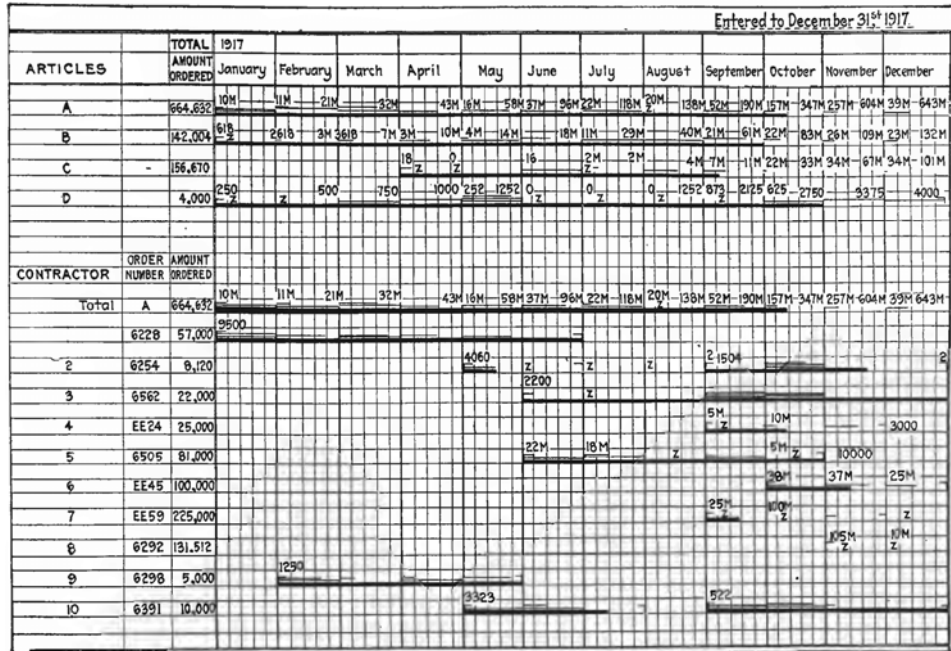 Entered to December 31,st 1917.
TOTAL 1917
ARTICLES AMOUNT ORDERED January February March April May June July August September October November December
A 664,632 10M 11M 21M 32M 43M 16M 58M 37M 96M 22M 118M 20M Z 138M 52M 190M 157M 347M 257M 604M 39M 643M
B 142,004 618 Z 2618 3M 3618 7M 3M 10M 4M 14M 18M 11M 29M 40M 21M 61M 22M 83M 26M 109M 23M 132M
C - 156,670 18 Z 0 Z 16 2M Z- 2M 4M 7M 11M 22M 33M 34M 67M 34M 101M
D 4,000 250 Z Z 500 750 1000 252 1252 0 Z 0 Z 0 Z 1252 873 Z 2125 625 2750 3375 4000
CONTRACTOR ORDER NUMBER AMOUNT ORDERED
Total A 664,632 10M 11M 21M 32M 43M 16M 58M 37M 96M 22M 118M 20M Z 138M 52M 190M 157M 347M 257M 604M 39M 643M
6228 57,000 9500
2 6254 8,120 4060 Z Z Z 2 1504 2
3 6562 22,000 2200 Z
4 EE24 25,000 5M Z 10M 3000
5 6505 81,000 22M 18M Z 5M Z 10000
6 EE45 100,000 38M 37M 25M
7 EE59 225,000 25M Z 100M Z Z
8 6292 131.512 105M Z 10M Z
9 6298 5,000 1250
10 6391 10,000 3323 522